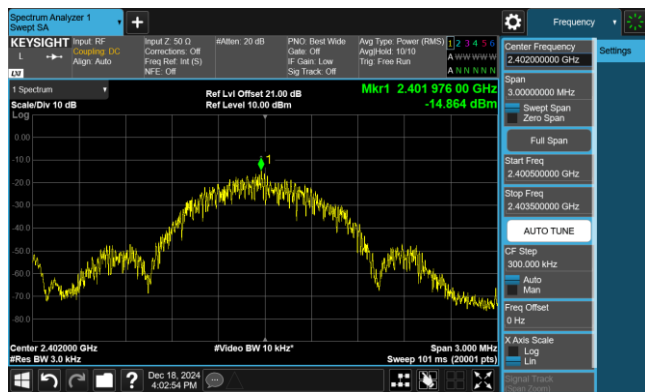 Spectrum Analyzer 1
Swept SA
Frequency
KEYSIGHT
L
LXI
Input: RF
Coupling: DC
Align: Auto
Input Z: 50 Ω
Corrections: Off
Freq Ref: Int (S)
NFE: Off
#Atten: 20 dB
PNO: Best Wide
Gate: Off
IF Gain: Low
Sig Track: Off
Avg Type: Power (RMS)
Avg|Hold: 10/10
Trig: Free Run
1 2 3 4 5 6
A W W W W W
A N N N N N
1 Spectrum
Scale/Div 10 dB
Log
Ref Lvl Offset 21.00 dB
Ref Level 10.00 dBm
Mkr1 2.401 976 00 GHz
-14.864 dBm
0.00
-10.0
-20.0
-30.0
-40.0
-50.0
-60.0
-70.0
-80.0
1
Center 2.402000 GHz
#Res BW 3.0 kHz
#Video BW 10 kHz*
Span 3.000 MHz
Sweep 101 ms (20001 pts)
Center Frequency
2.402000000 GHz
Settings
Span
3.00000000 MHz
Swept Span
Zero Span
Full Span
Start Freq
2.400500000 GHz
Stop Freq
2.403500000 GHz
AUTO TUNE
CF Step
300.000 kHz
Auto
Man
Freq Offset
0 Hz
X Axis Scale
Log
Lin
Signal Track
(Span Zoom)
?
Dec 18, 2024
4:02:54 PM